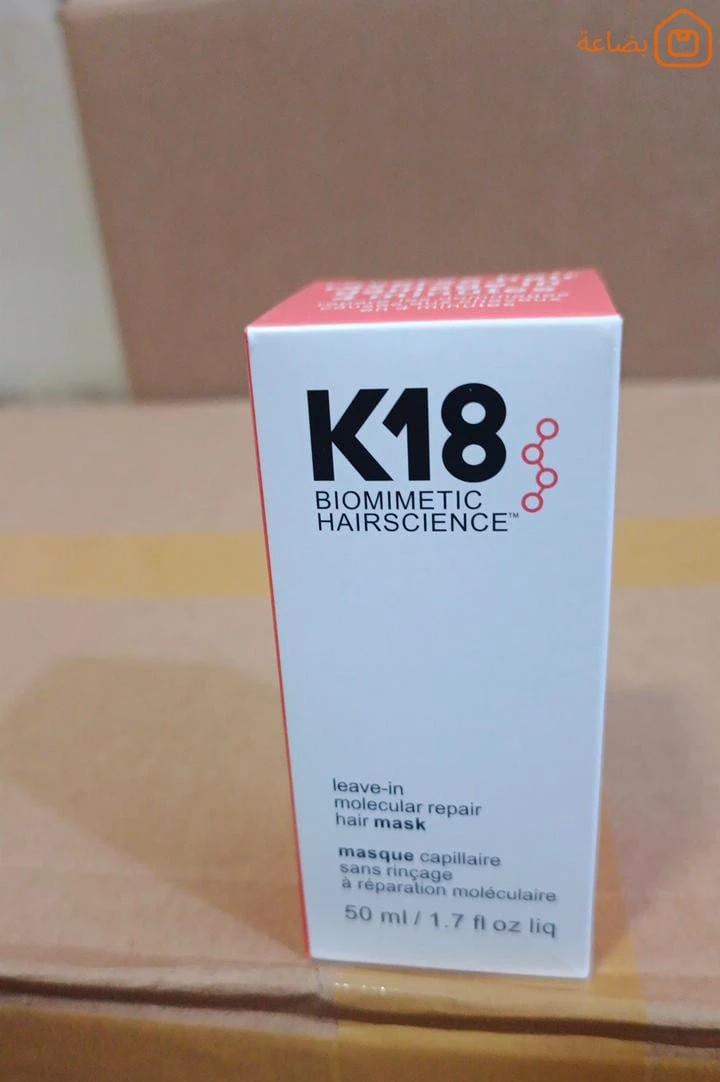 بضاعة
K18
BIOMIMETIC
HAIRSCIENCE™
leave-in
molecular repair
hair mask
masque capillaire
sans rinçage
à réparation moléculaire
50 ml / 1.7 fl oz liq